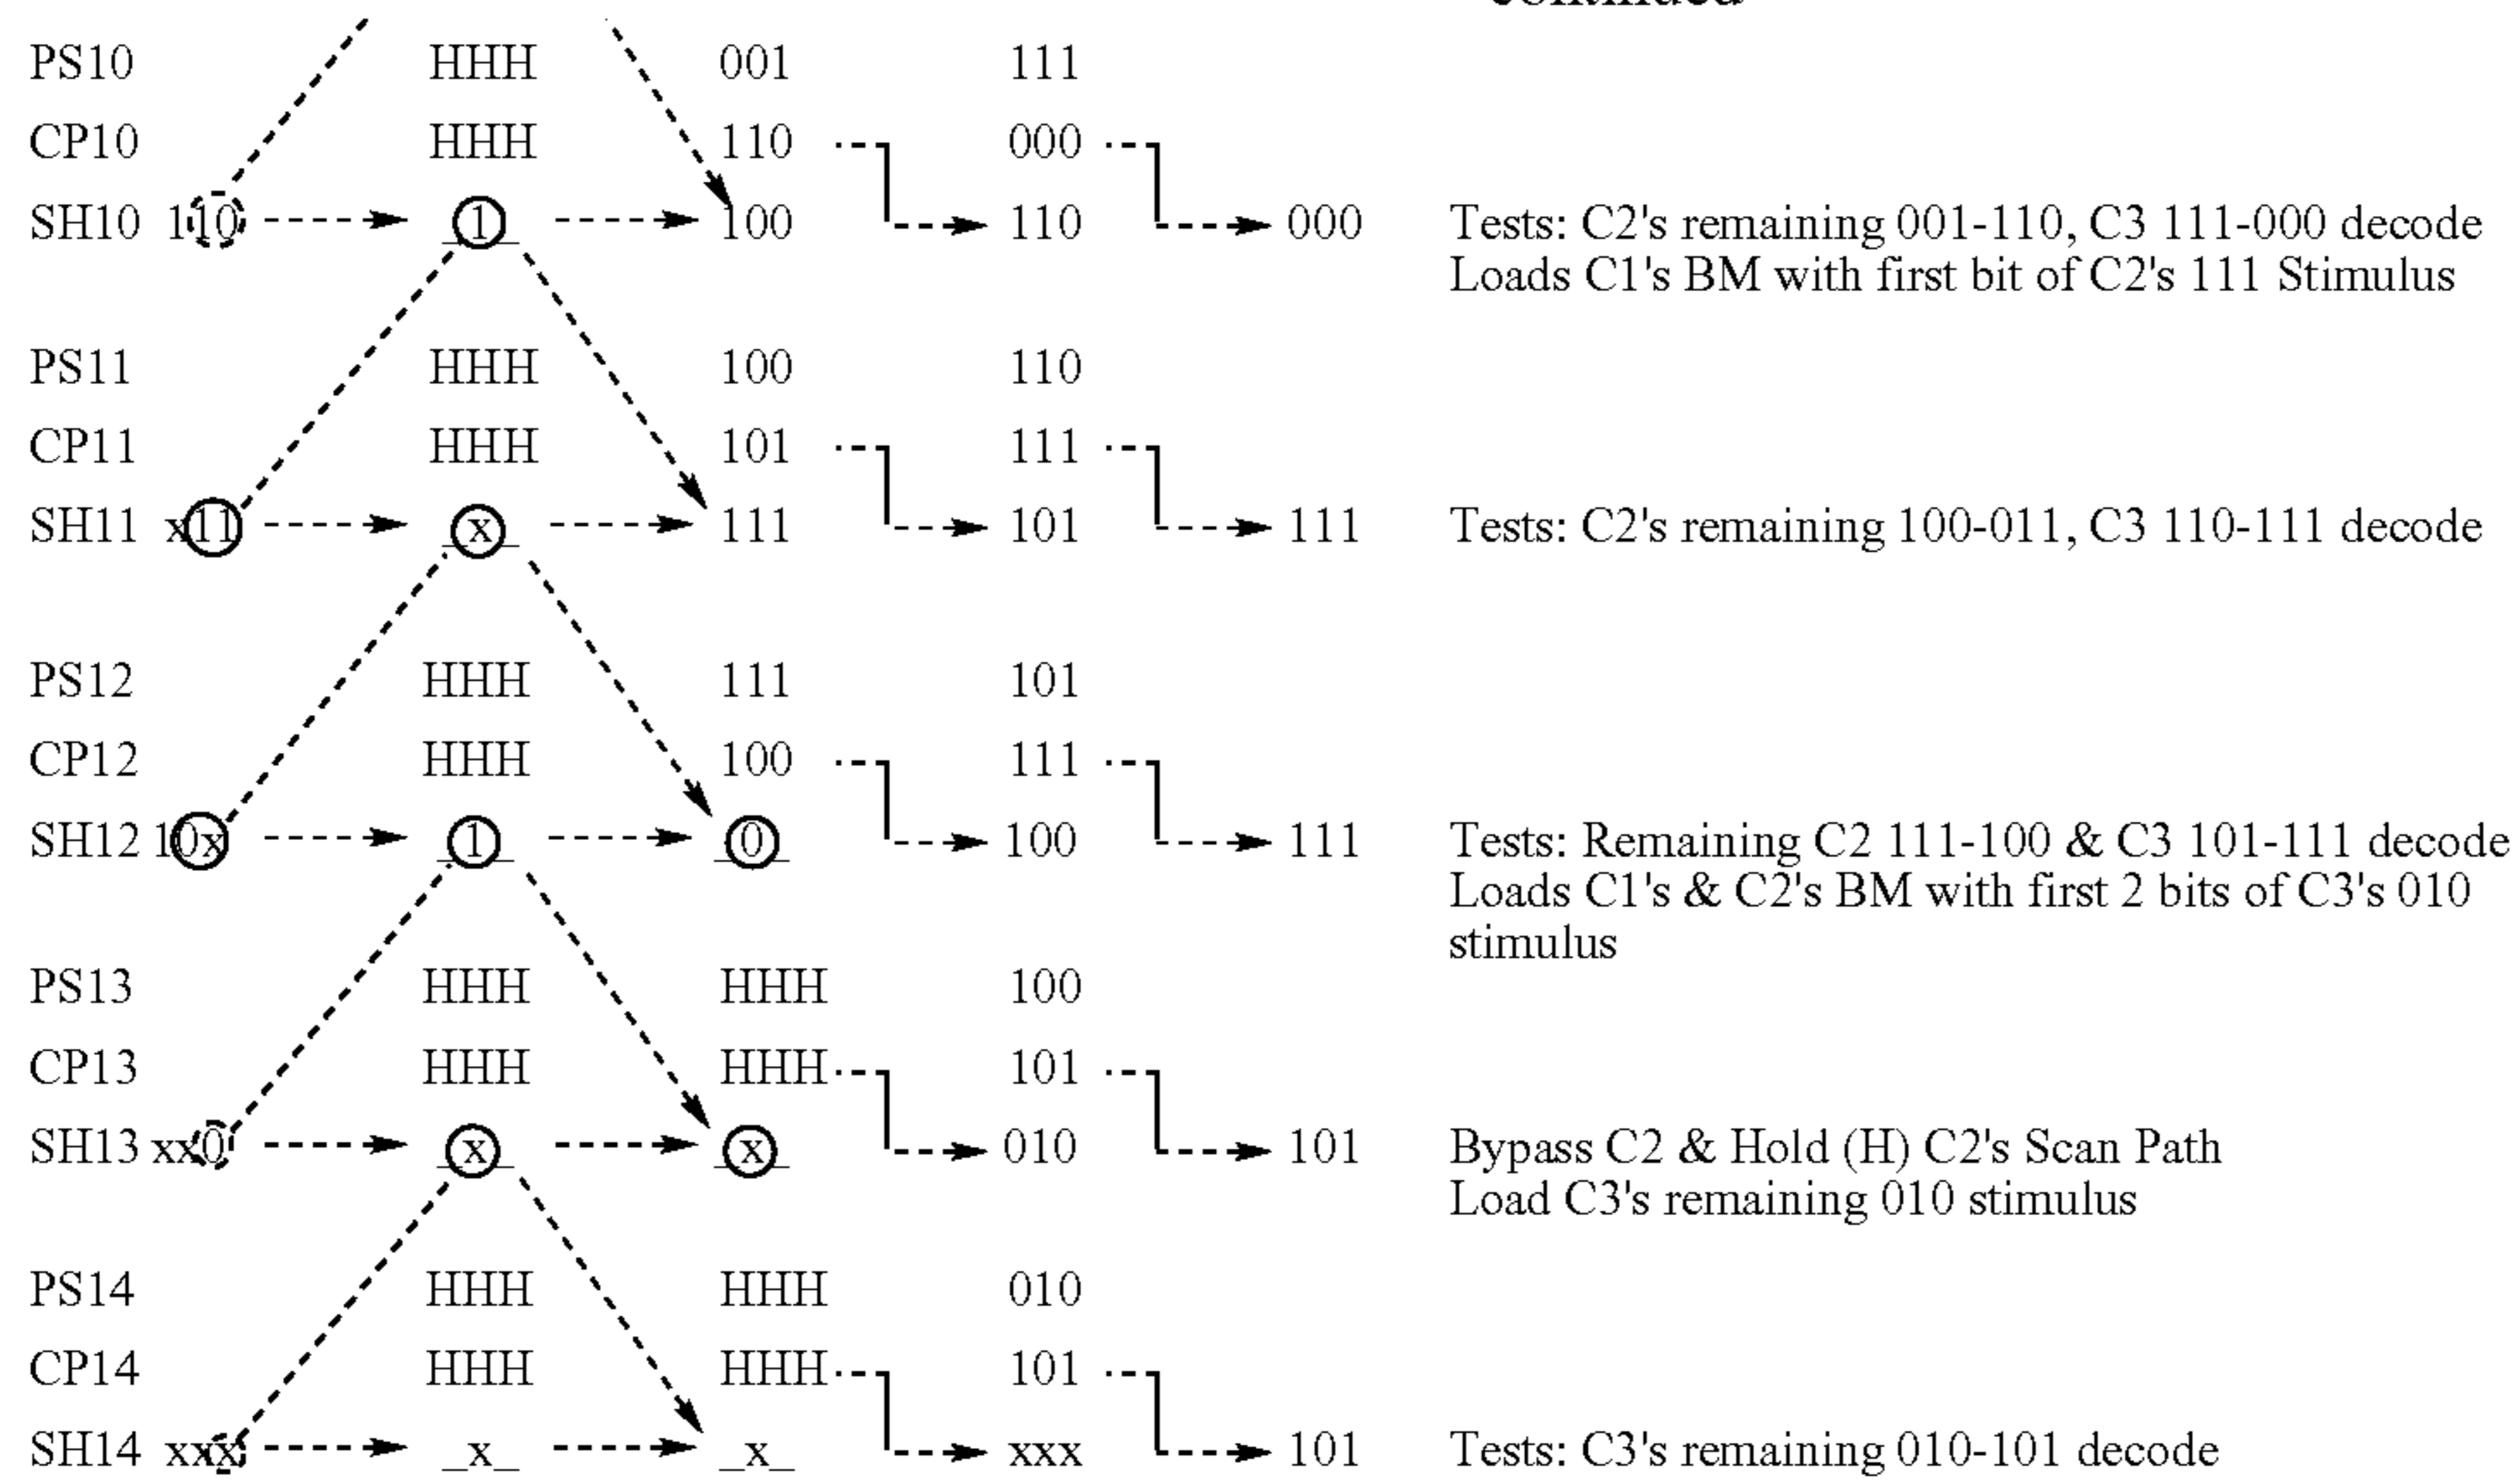 continued
PS10 HHH 001 111
CP10 HHH 110 000
SH10 110 _1_ 100 110 000 Tests: C2's remaining 001-110, C3 111-000 decode
Loads C1's BM with first bit of C2's 111 Stimulus
PS11 HHH 100 110
CP11 HHH 101 111
SH11 x11 _x_ 111 101 111 Tests: C2's remaining 100-011, C3 110-111 decode
PS12 HHH 111 101
CP12 HHH 100 111
SH12 10x _1_ _0_ 100 111 Tests: Remaining C2 111-100 & C3 101-111 decode
Loads C1's & C2's BM with first 2 bits of C3's 010
stimulus
PS13 HHH HHH 100
CP13 HHH HHH 101
SH13 xx0 _x_ _x_ 010 101 Bypass C2 & Hold (H) C2's Scan Path
Load C3's remaining 010 stimulus
PS14 HHH HHH 010
CP14 HHH HHH 101
SH14 xxx _x_ _x_ xxx 101 Tests: C3's remaining 010-101 decode